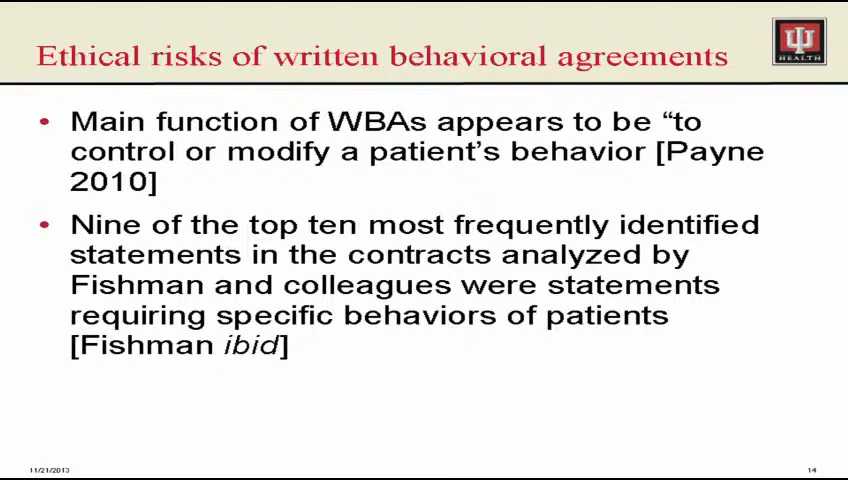 Ethical risks of written behavioral agreements
HEALTH
• Main function of WBAs appears to be “to
control or modify a patient’s behavior [Payne
2010]
• Nine of the top ten most frequently identified
statements in the contracts analyzed by
Fishman and colleagues were statements
requiring specific behaviors of patients
[Fishman ibid]
11/21/2013
14